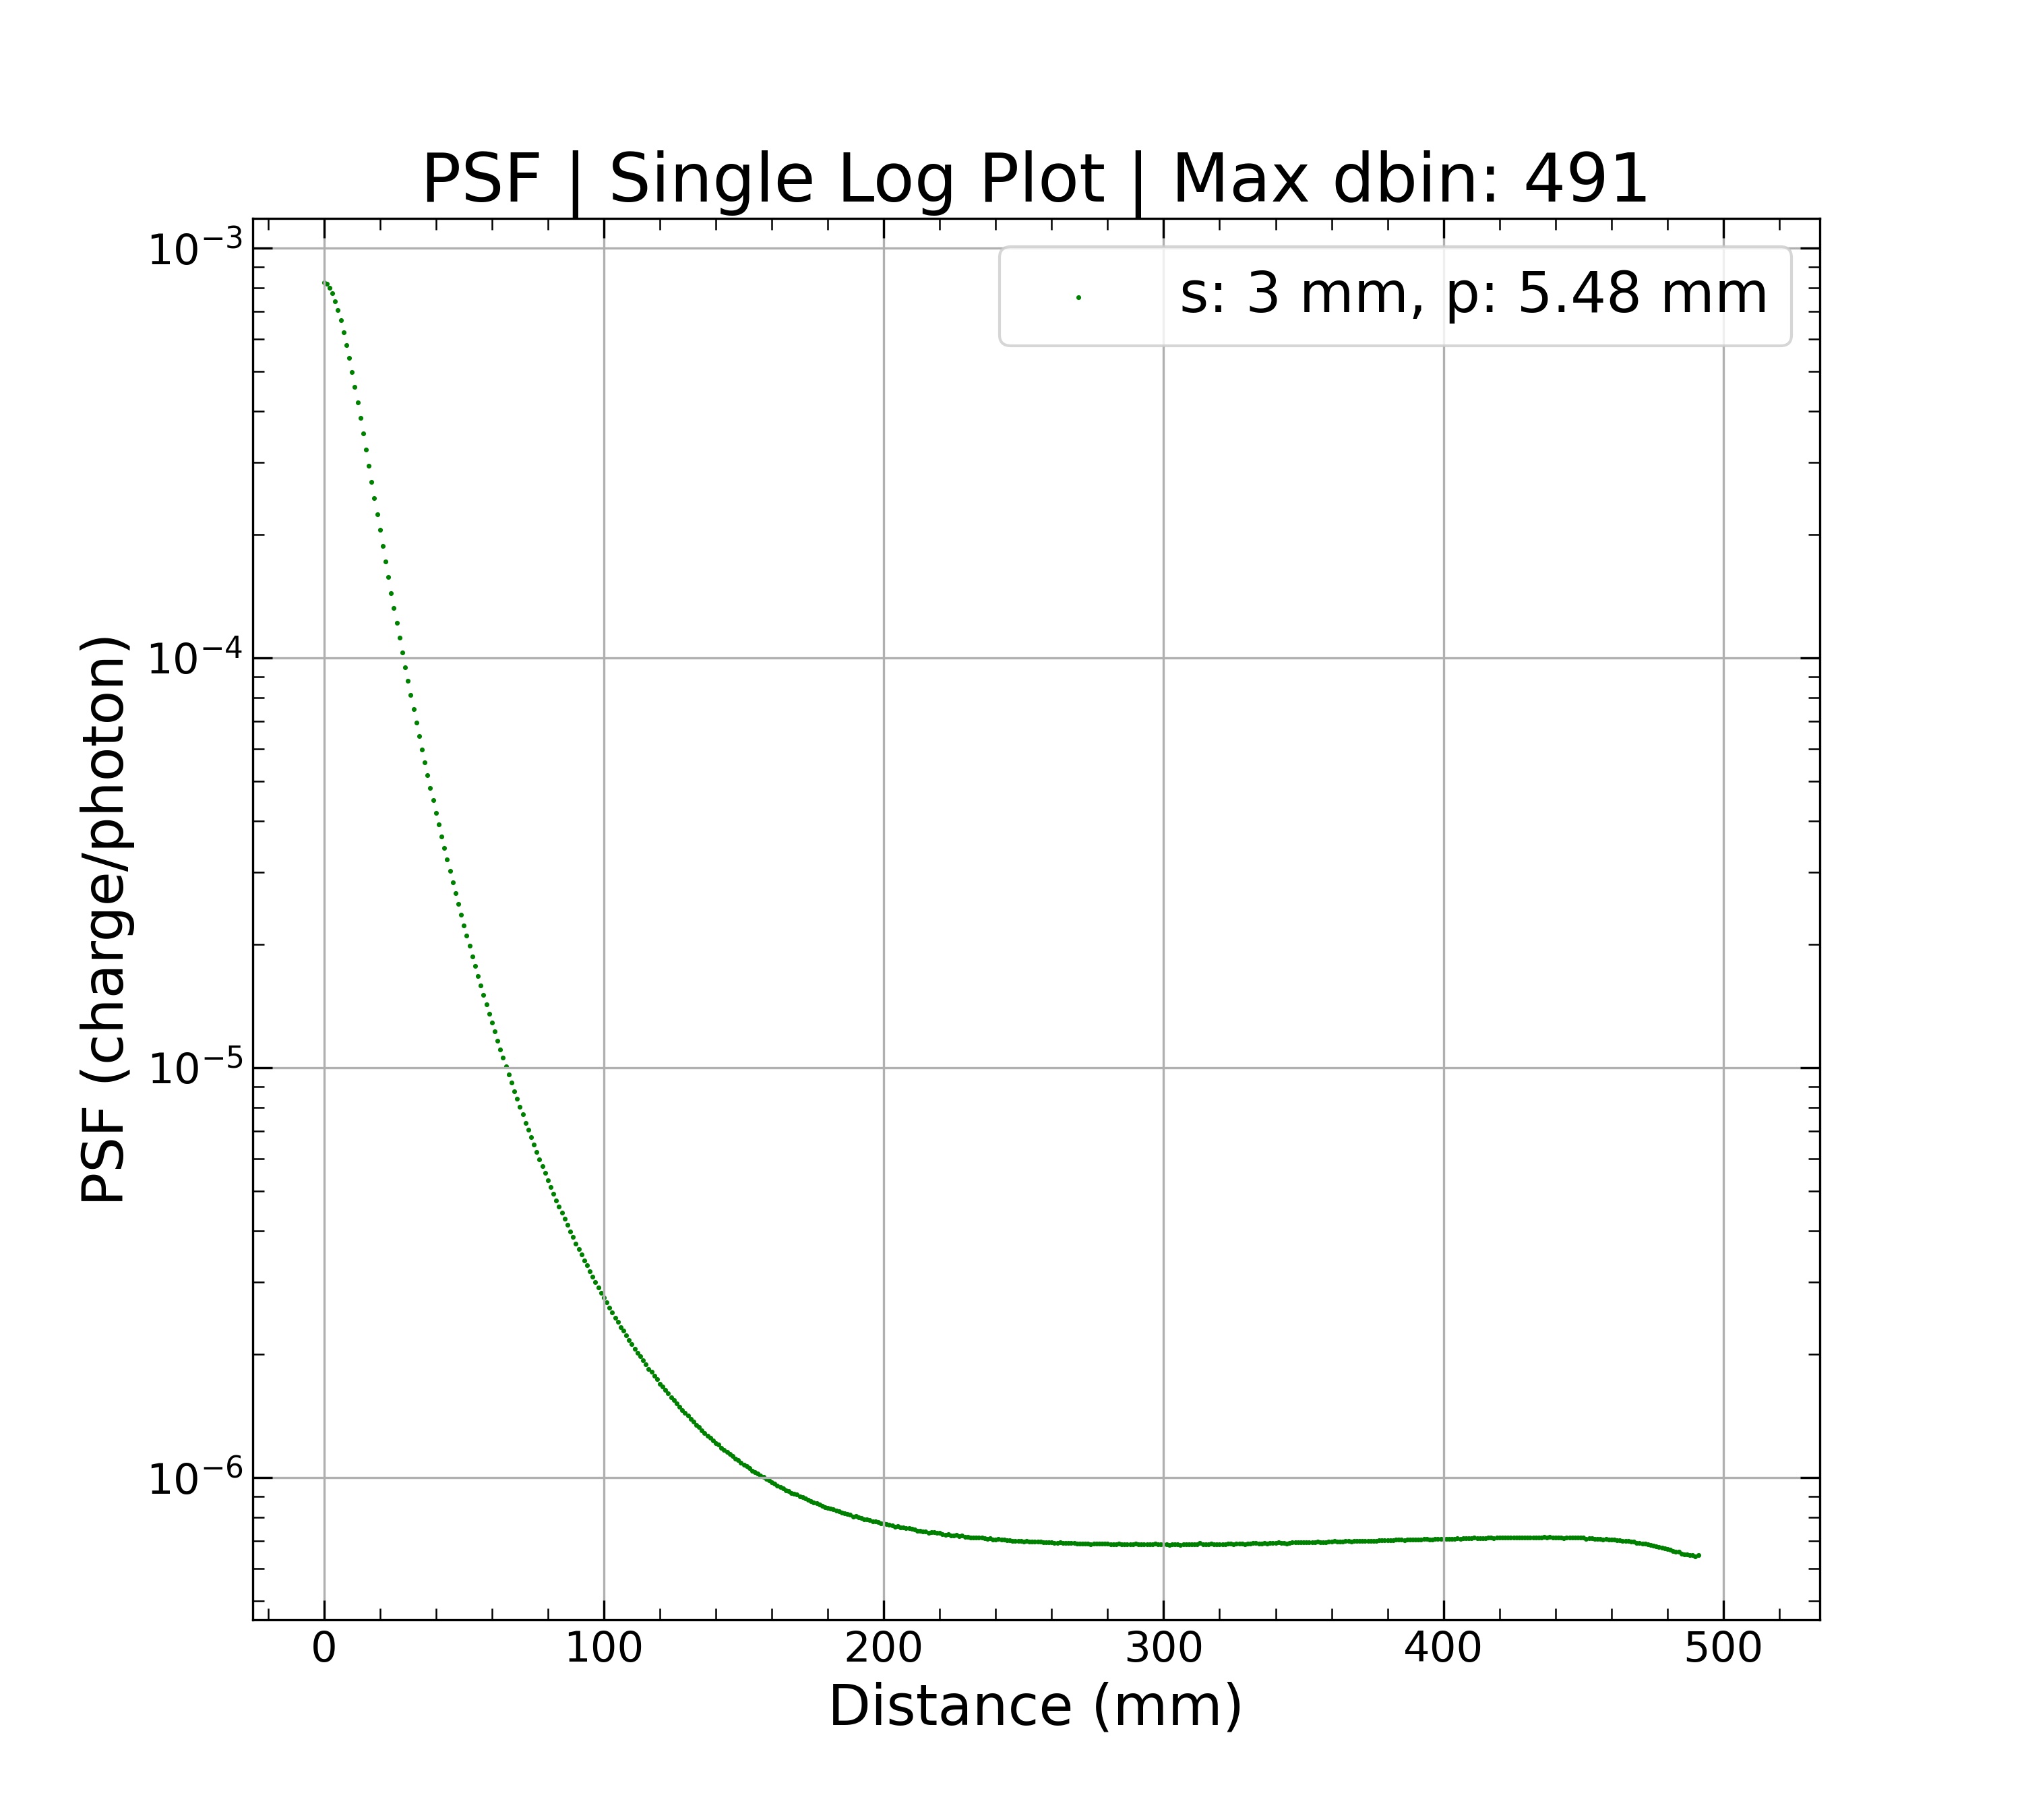 PSF | Single Log Plot | Max dbin: 491
s: 3 mm, p: 5.48 mm
PSF (charge/photon)
10⁻³
10⁻⁴
10⁻⁵
10⁻⁶
0 100 200 300 400 500
Distance (mm)